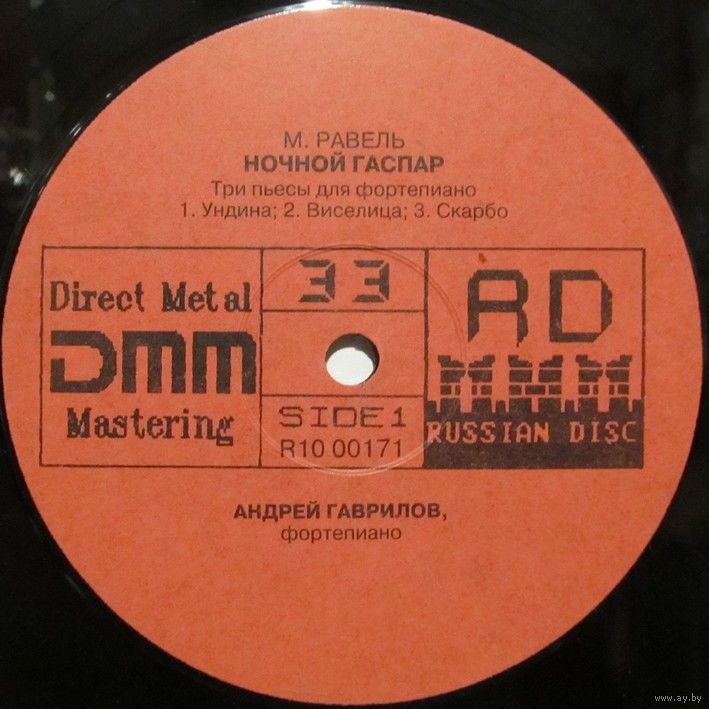 М. РАВЕЛЬ
НОЧНОЙ ГАСПАР
Три пьесы для фортепиано
1. Ундина; 2. Виселица; 3. Скарбо
Direct Metal
DMM
Mastering
33
SIDE 1
R10 00171
RD
RUSSIAN DISC
АНДРЕЙ ГАВРИЛОВ,
фортепиано
www.ay.by